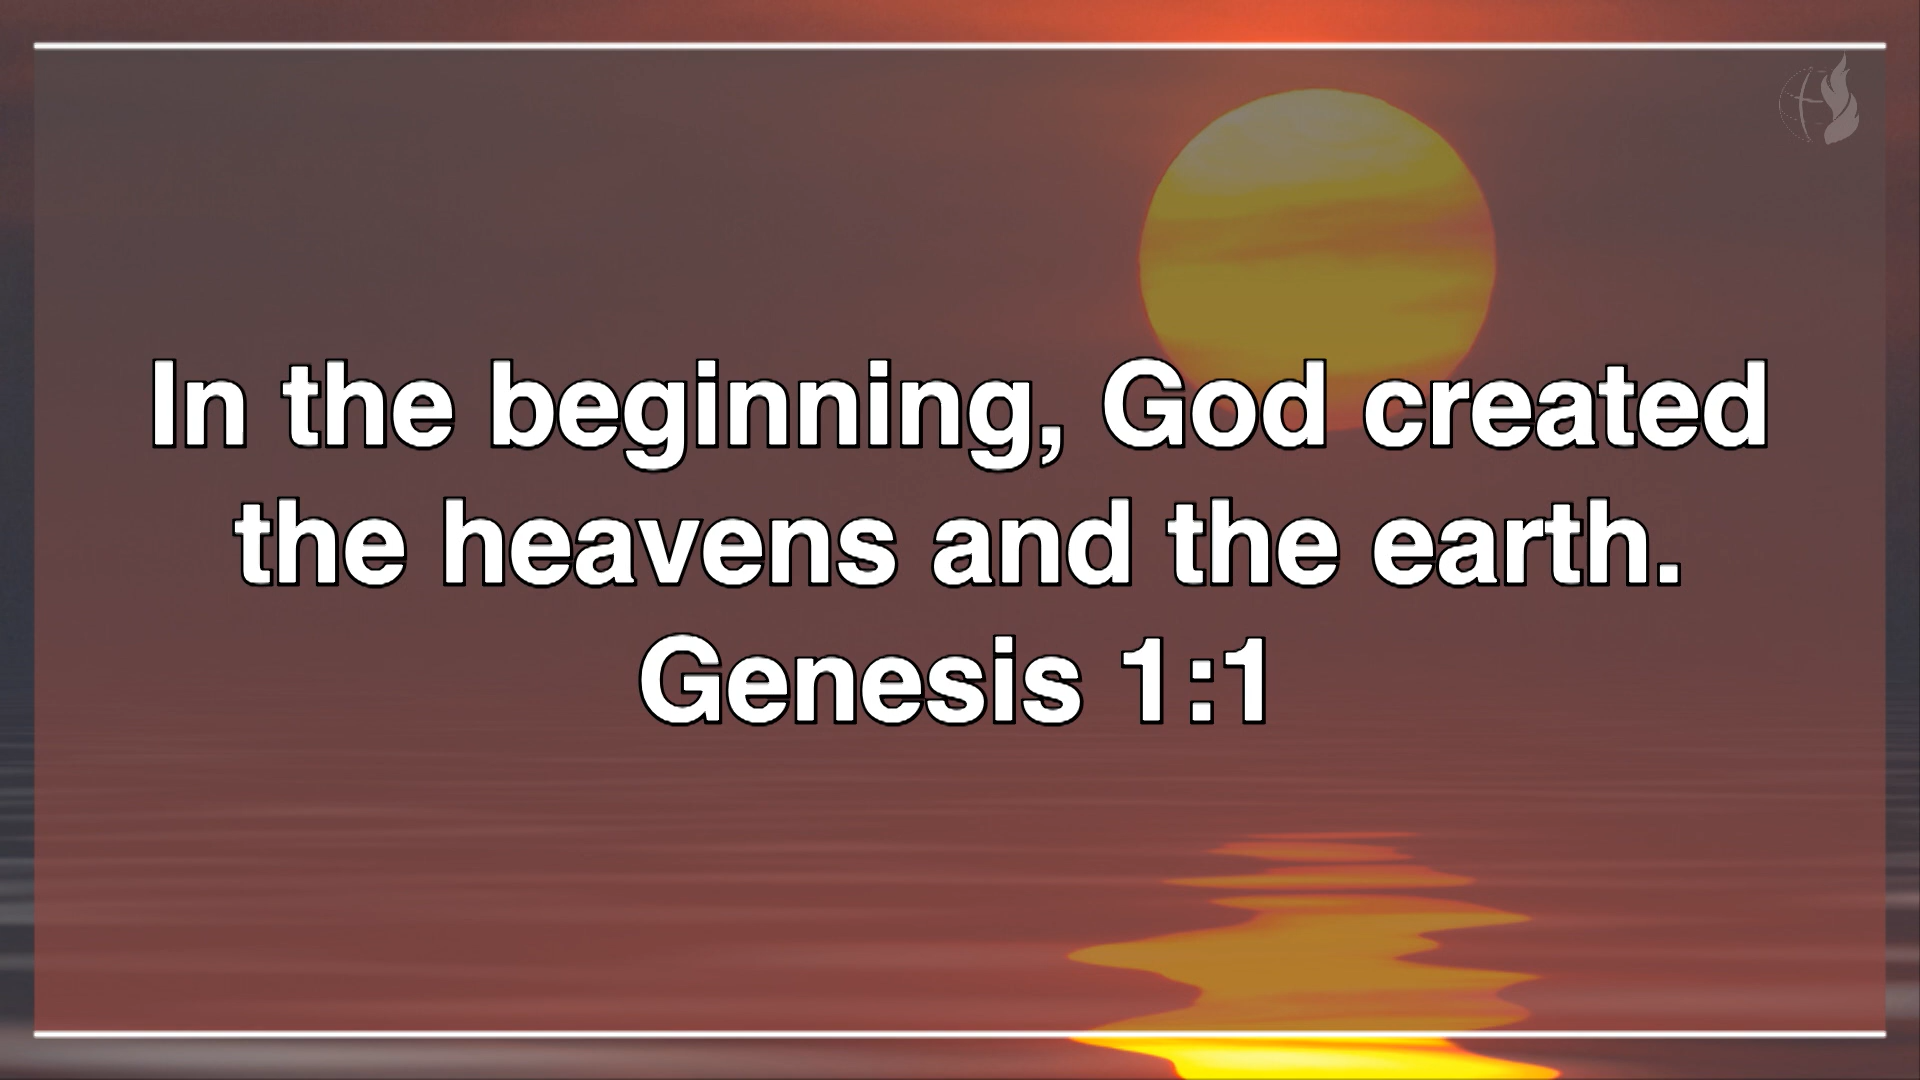 In the beginning, God created
the heavens and the earth.
Genesis 1:1